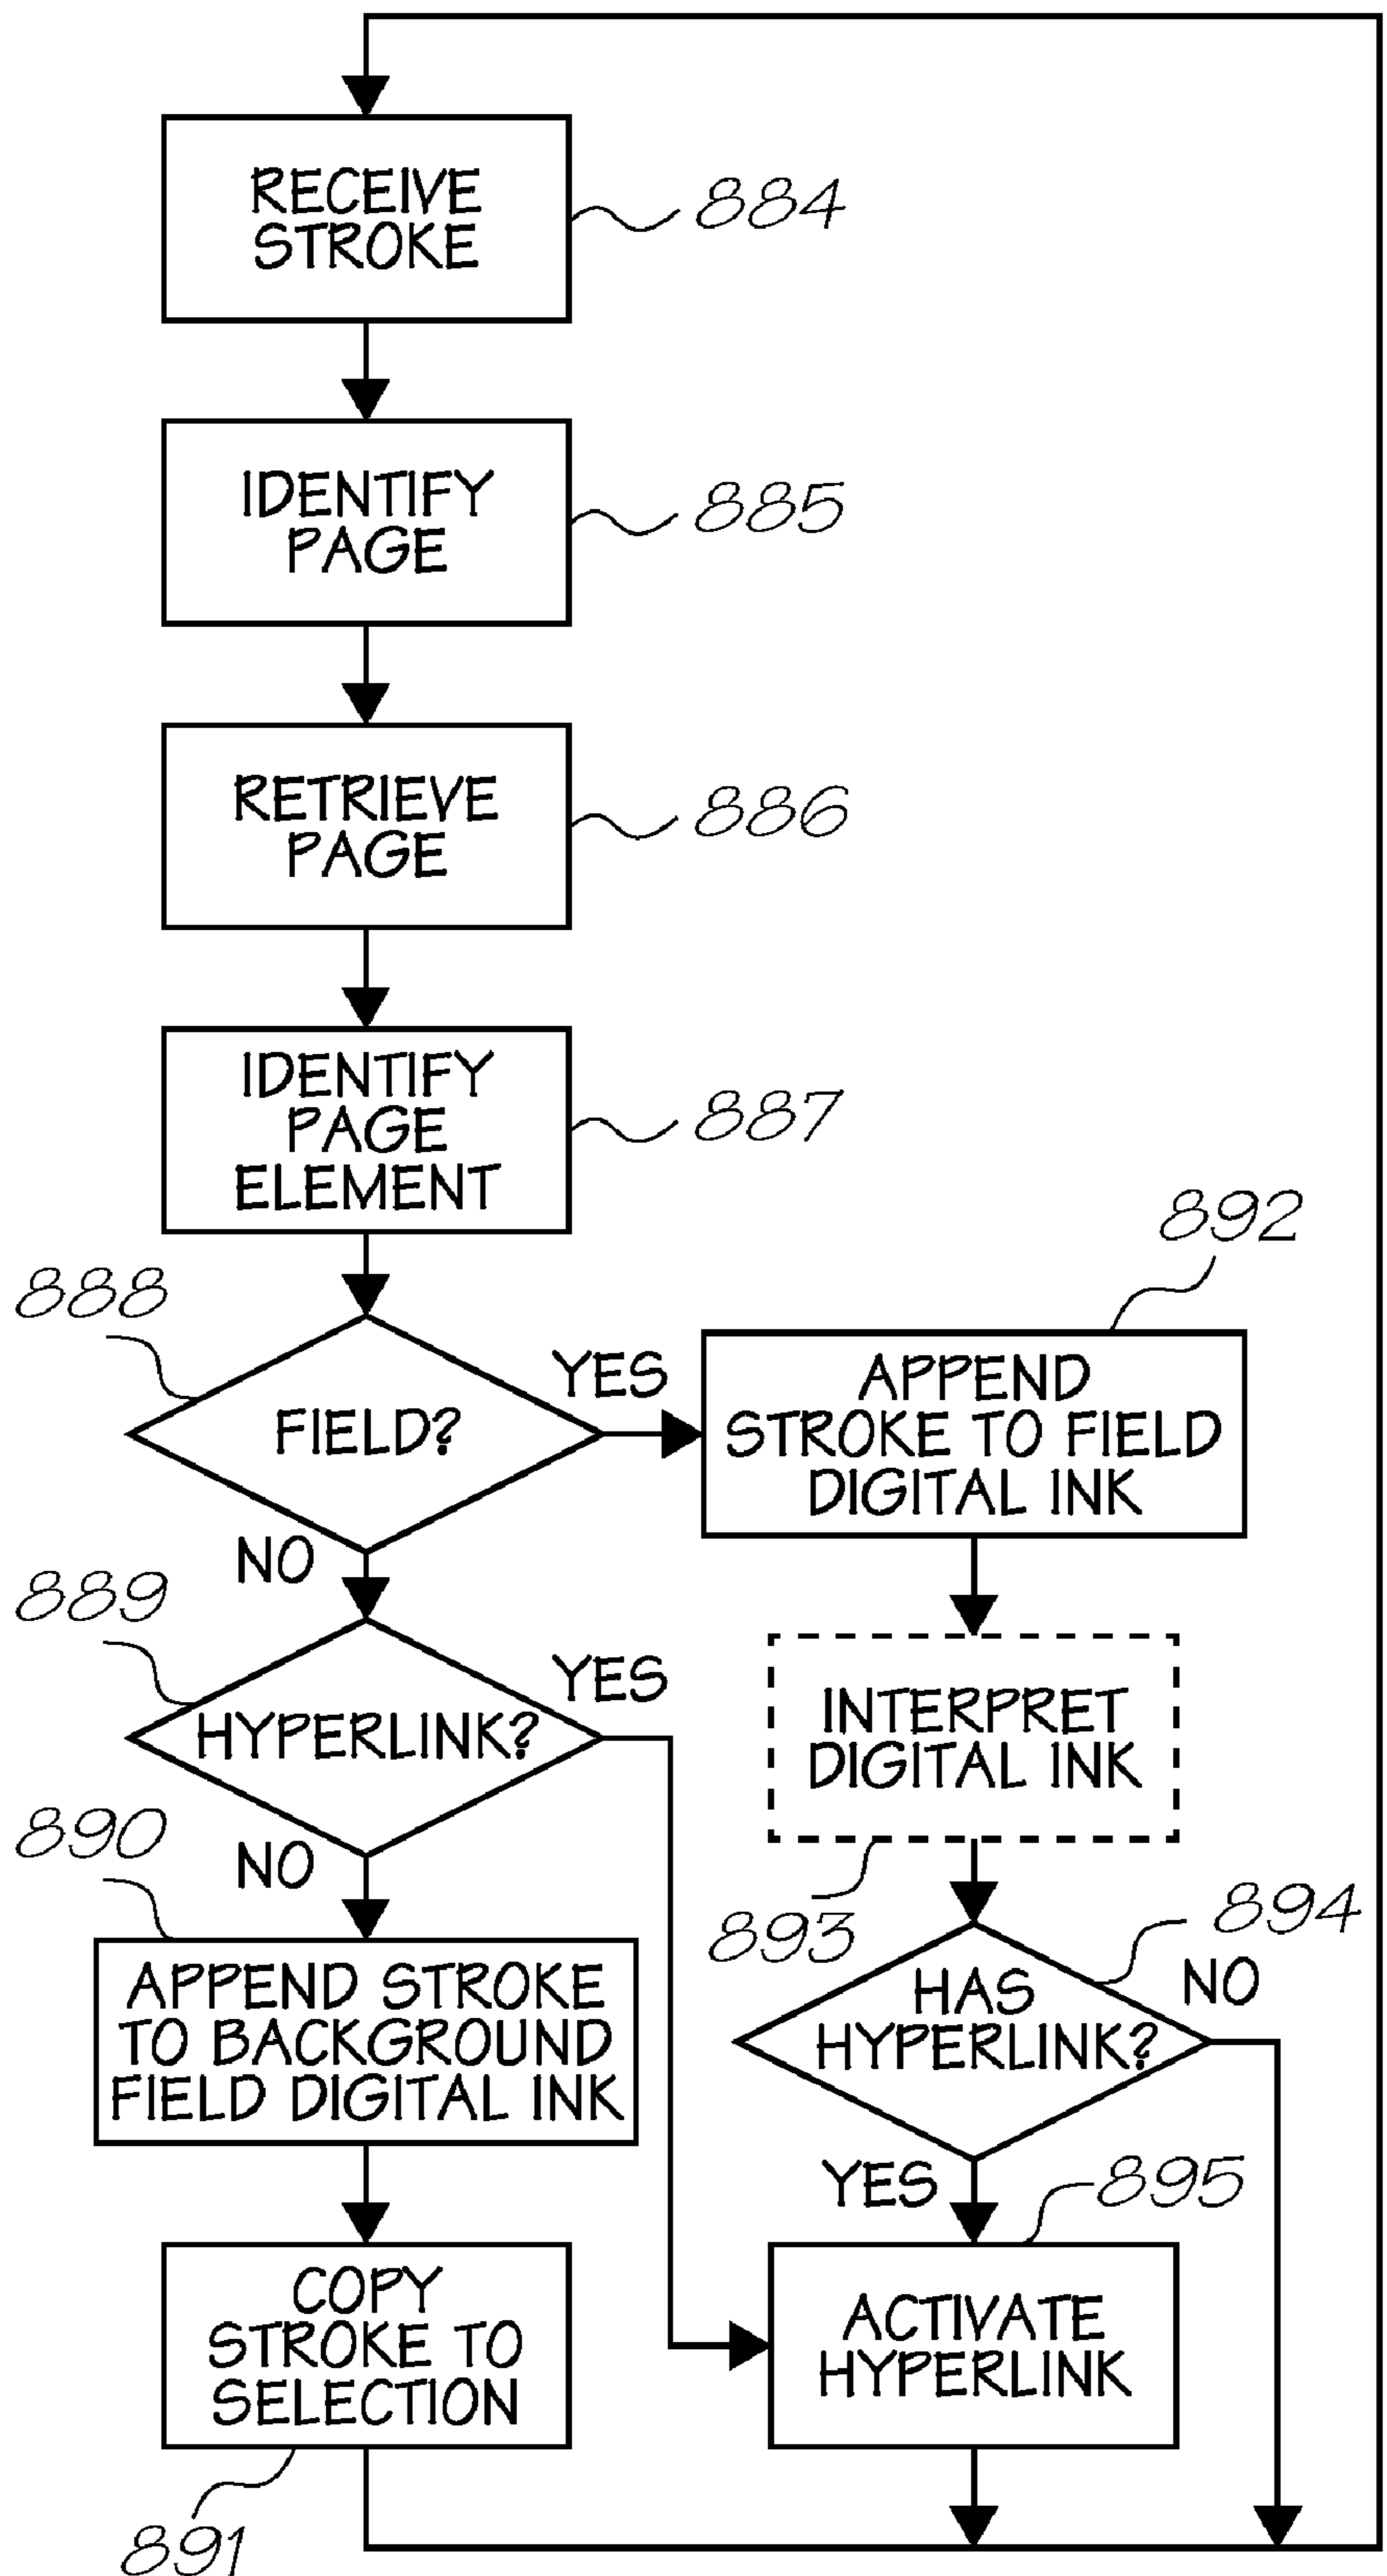 RECEIVE
STROKE
884
IDENTIFY
PAGE
885
RETRIEVE
PAGE
886
IDENTIFY
PAGE
ELEMENT
887
888
FIELD?
YES
NO
892
APPEND
STROKE TO FIELD
DIGITAL INK
889
HYPERLINK?
YES
NO
INTERPRET
DIGITAL INK
893
890
APPEND STROKE
TO BACKGROUND
FIELD DIGITAL INK
894
HAS
HYPERLINK?
NO
YES
895
COPY
STROKE TO
SELECTION
891
ACTIVATE
HYPERLINK